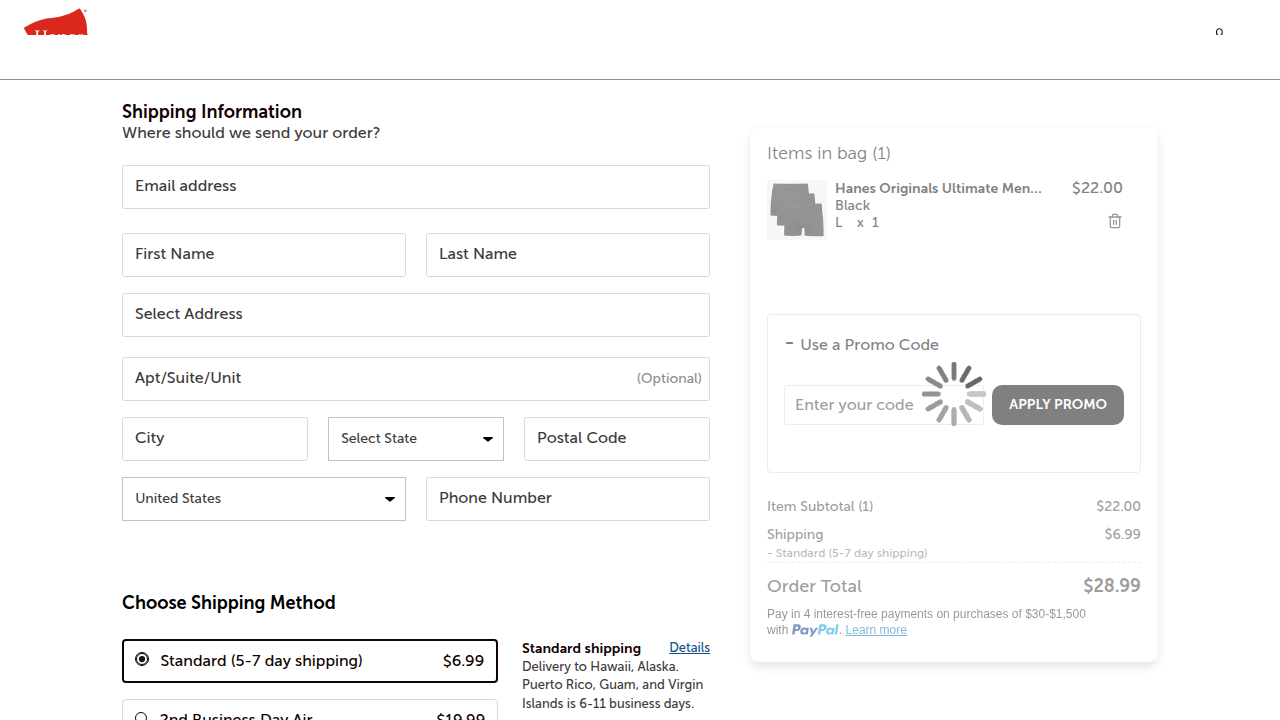 Hanes
0
Shipping Information
Where should we send your order?
Email address
First Name
Last Name
Select Address
Apt/Suite/Unit
(Optional)
City
Select State
Postal Code
United States
Phone Number
Choose Shipping Method
Standard (5-7 day shipping)
$6.99
2nd Business Day Air
$19.99
Standard shipping
Details
Delivery to Hawaii, Alaska.
Puerto Rico, Guam, and Virgin
Islands is 6-11 business days.
Items in bag (1)
Hanes Originals Ultimate Men...
$22.00
Black
L x 1
- Use a Promo Code
Enter your code
APPLY PROMO
Item Subtotal (1)
$22.00
Shipping
$6.99
- Standard (5-7 day shipping)
Order Total
$28.99
Pay in 4 interest-free payments on purchases of $30-$1,500
with PayPal. Learn more